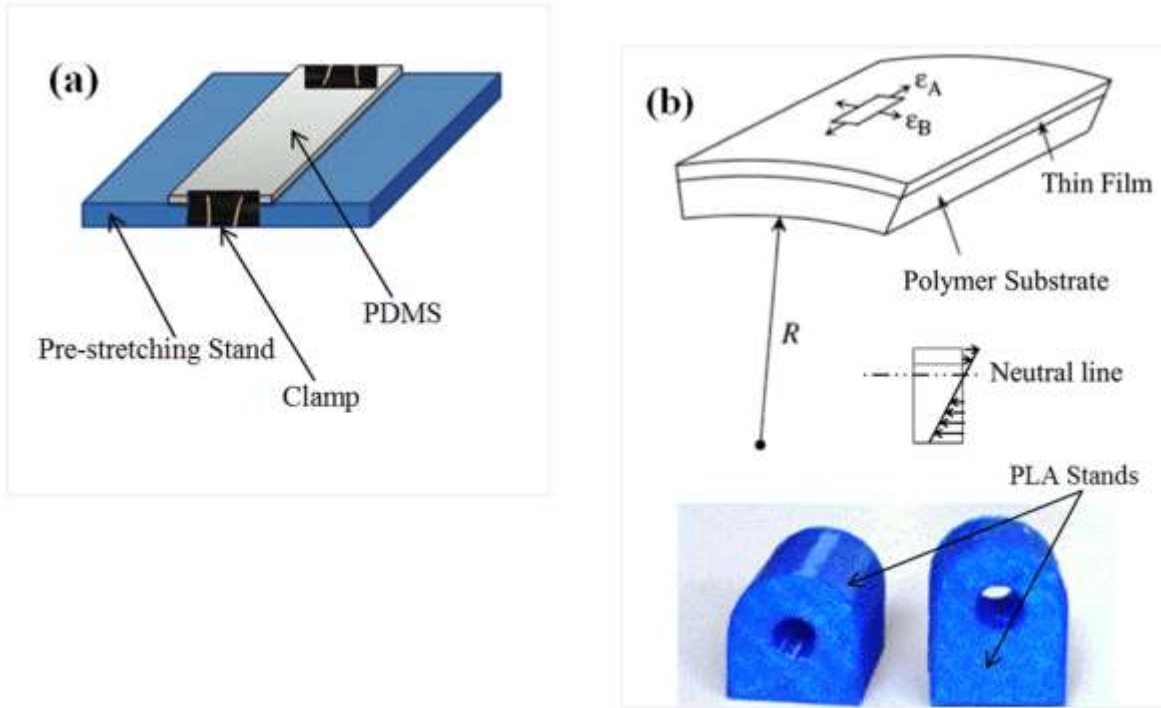 (a)
PDMS
Pre-stretching Stand
Clamp
(b)
εA
εB
Thin Film
Polymer Substrate
R
Neutral line
PLA Stands